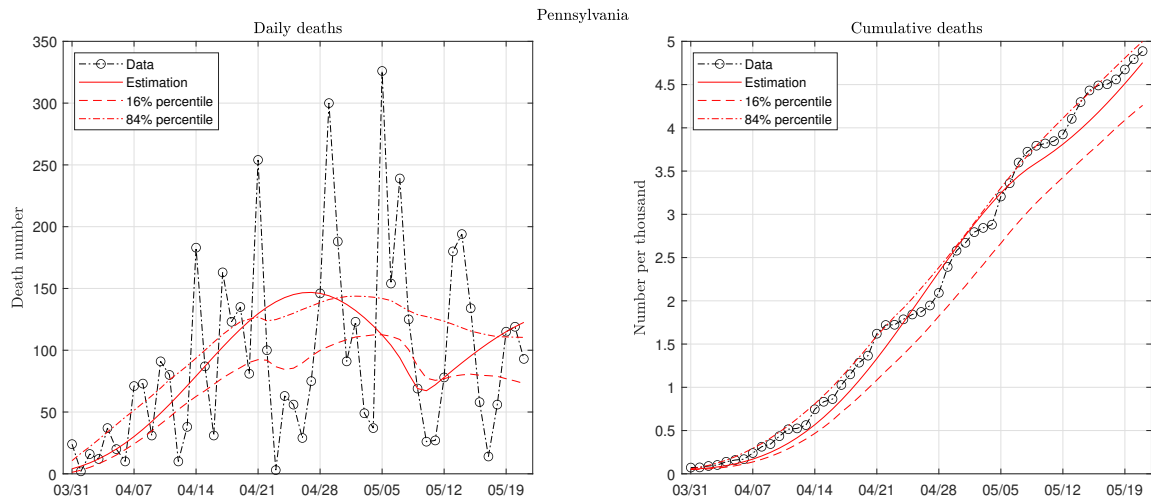 Pennsylvania
Daily deaths
350
300
250
200
150
100
50
0
Death number
Data
Estimation
16% percentile
84% percentile
03/31 04/07 04/14 04/21 04/28 05/05 05/12 05/19
Cumulative deaths
5
4.5
4
3.5
3
2.5
2
1.5
1
0.5
0
Number per thousand
Data
Estimation
16% percentile
84% percentile
03/31 04/07 04/14 04/21 04/28 05/05 05/12 05/19